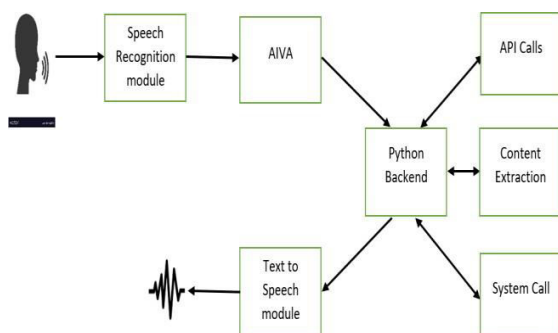 Speech
Recognition
module
AIVA
API Calls
Python
Backend
Content
Extraction
Text to
Speech
module
System Call